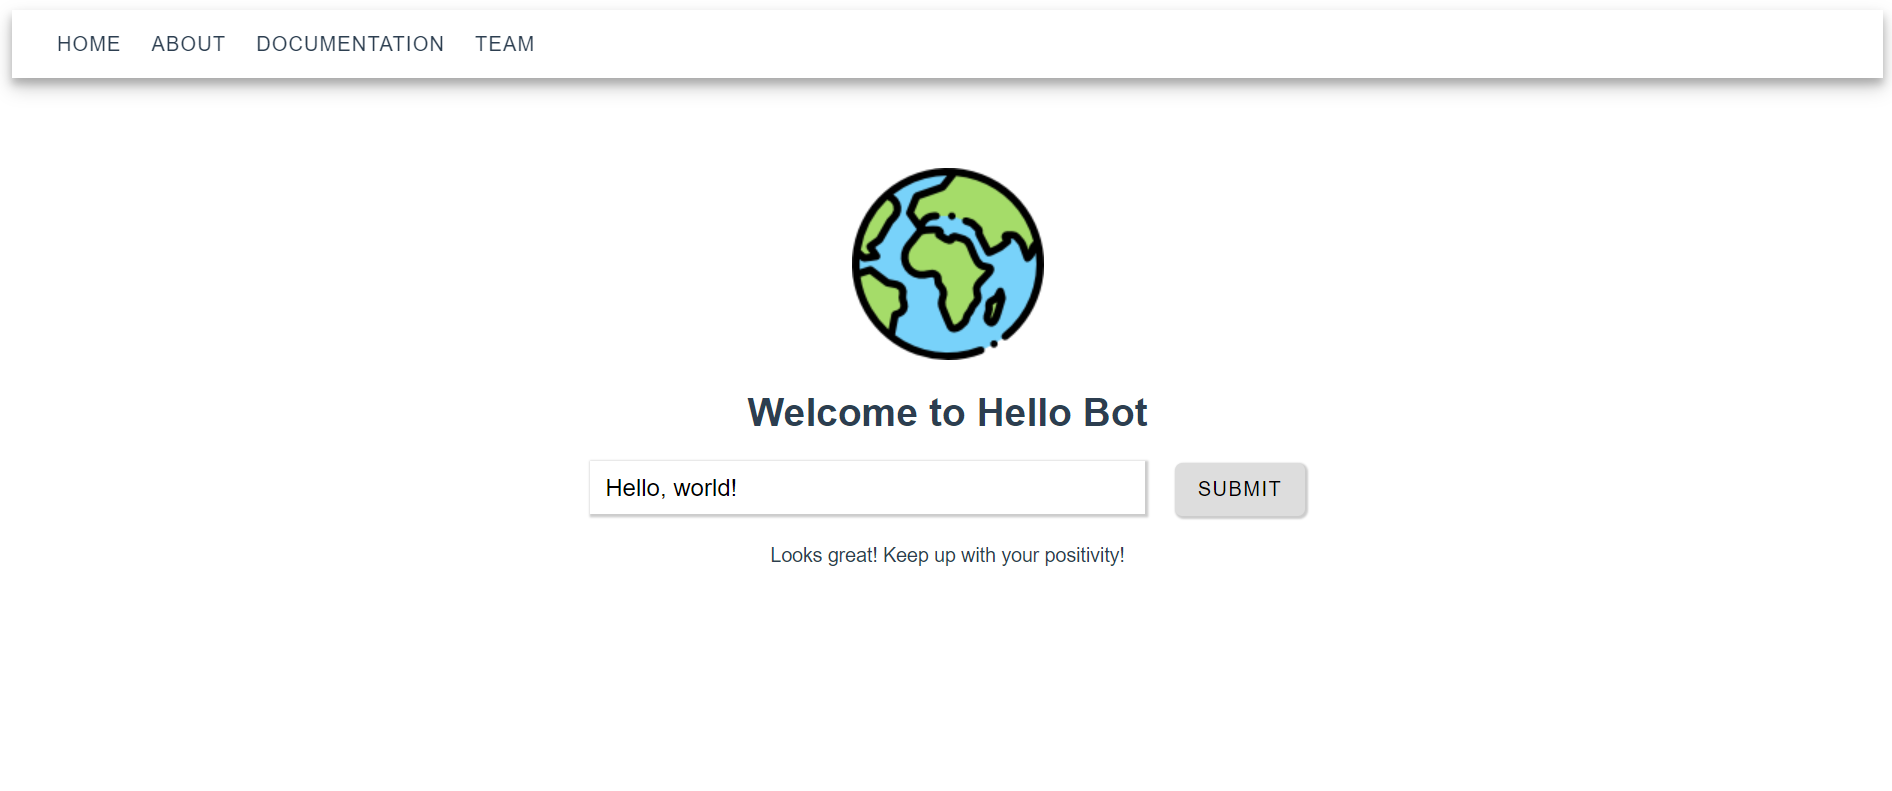 HOME ABOUT DOCUMENTATION TEAM
Welcome to Hello Bot
Hello, world! SUBMIT
Looks great! Keep up with your positivity!